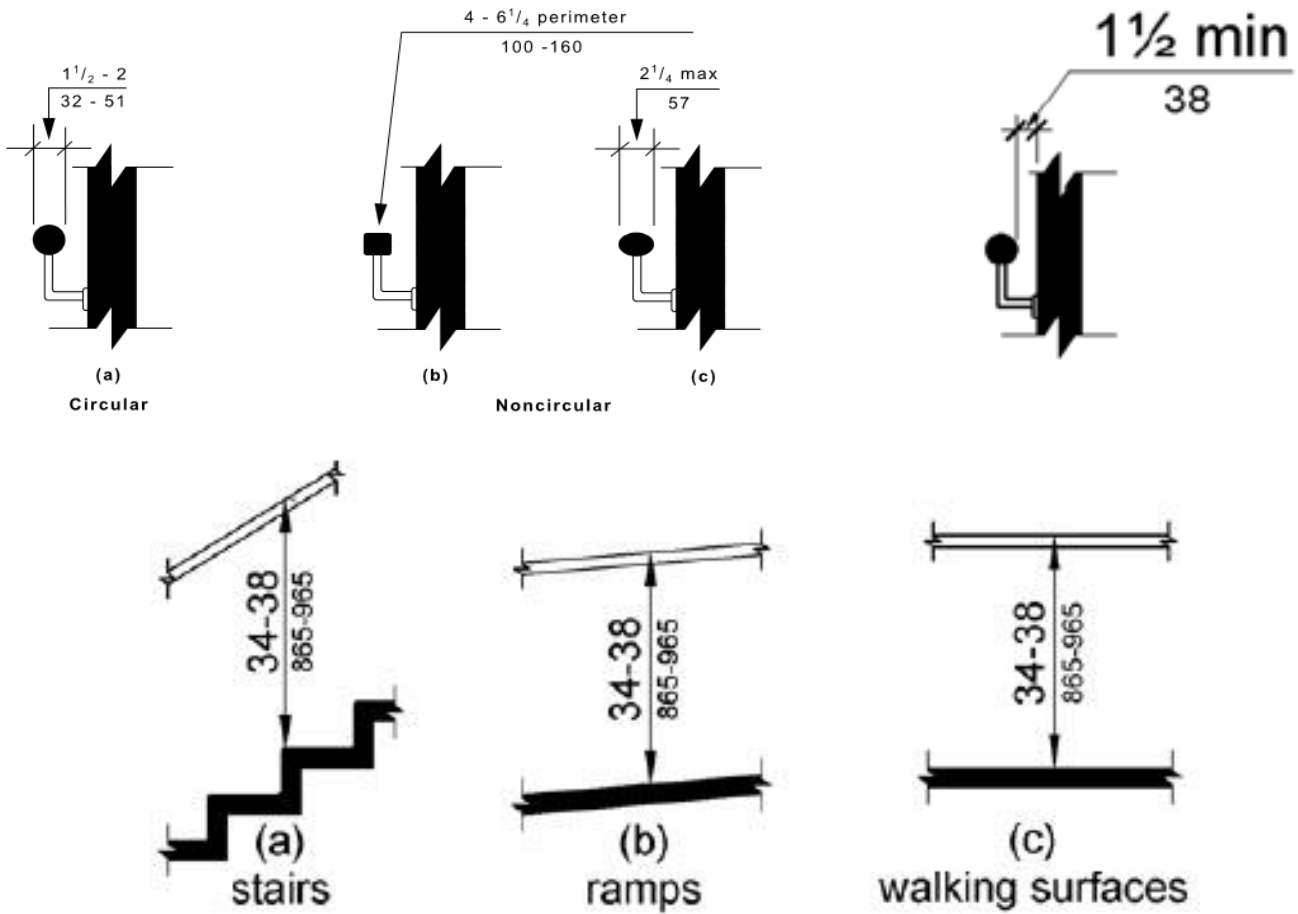 4 - 6 1/4 perimeter
100 -160
1 1/2 - 2
32 - 51
2 1/4 max
57
1½ min
38
(a)
(b)
(c)
Circular
Noncircular
34-38
865-965
34-38
865-965
34-38
865-965
(a)
(b)
(c)
stairs
ramps
walking surfaces